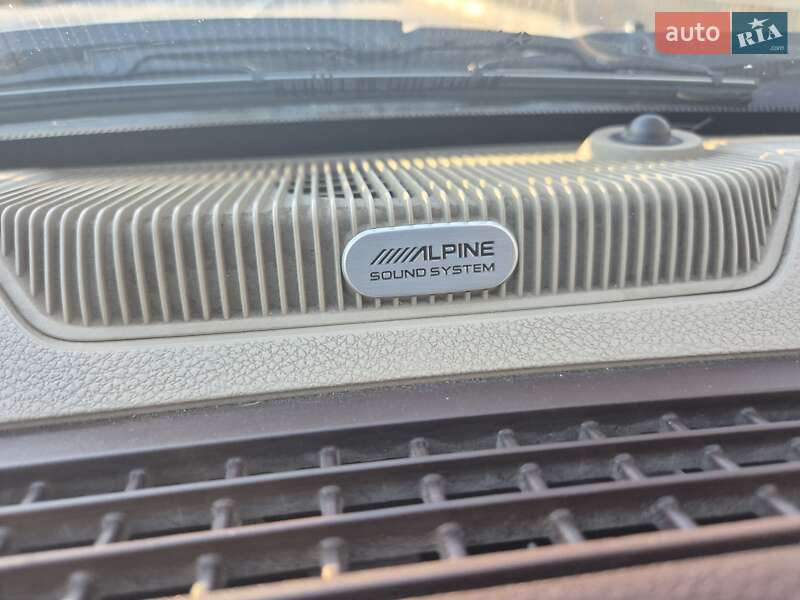 auto RIA
.com
ALPINE
SOUND SYSTEM